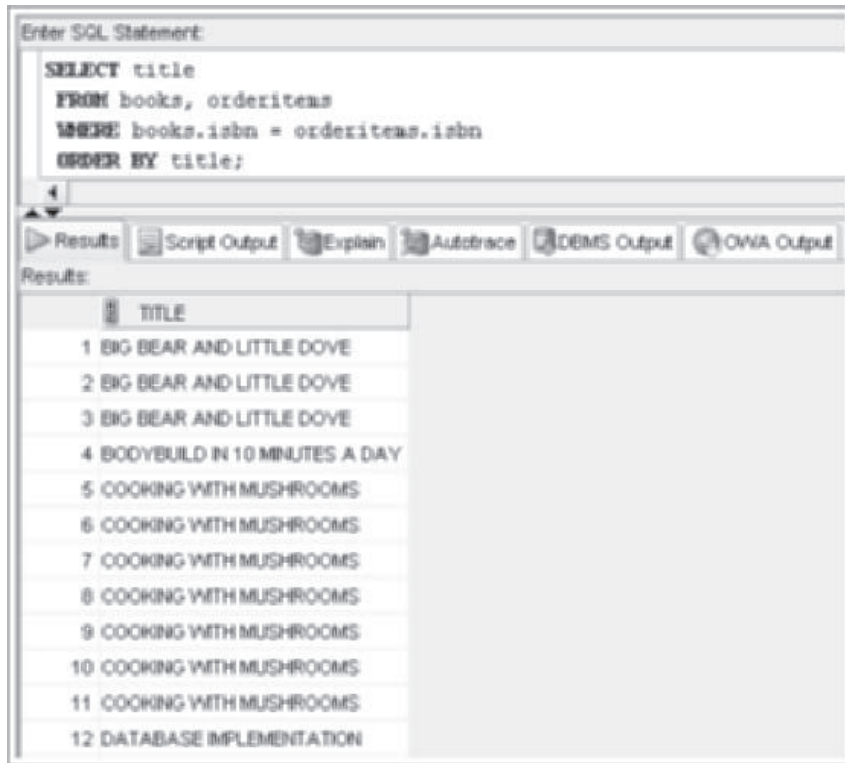 Enter SQL Statement:
SELECT title
FROM books, orderitems
WHERE books.isbn = orderitems.isbn
ORDER BY title;
Results Script Output Explain Autotrace DBMS Output OWA Output
Results:
TITLE
1 BIG BEAR AND LITTLE DOVE
2 BIG BEAR AND LITTLE DOVE
3 BIG BEAR AND LITTLE DOVE
4 BODYBUILD IN 10 MINUTES A DAY
5 COOKING WITH MUSHROOMS
6 COOKING WITH MUSHROOMS
7 COOKING WITH MUSHROOMS
8 COOKING WITH MUSHROOMS
9 COOKING WITH MUSHROOMS
10 COOKING WITH MUSHROOMS
11 COOKING WITH MUSHROOMS
12 DATABASE IMPLEMENTATION